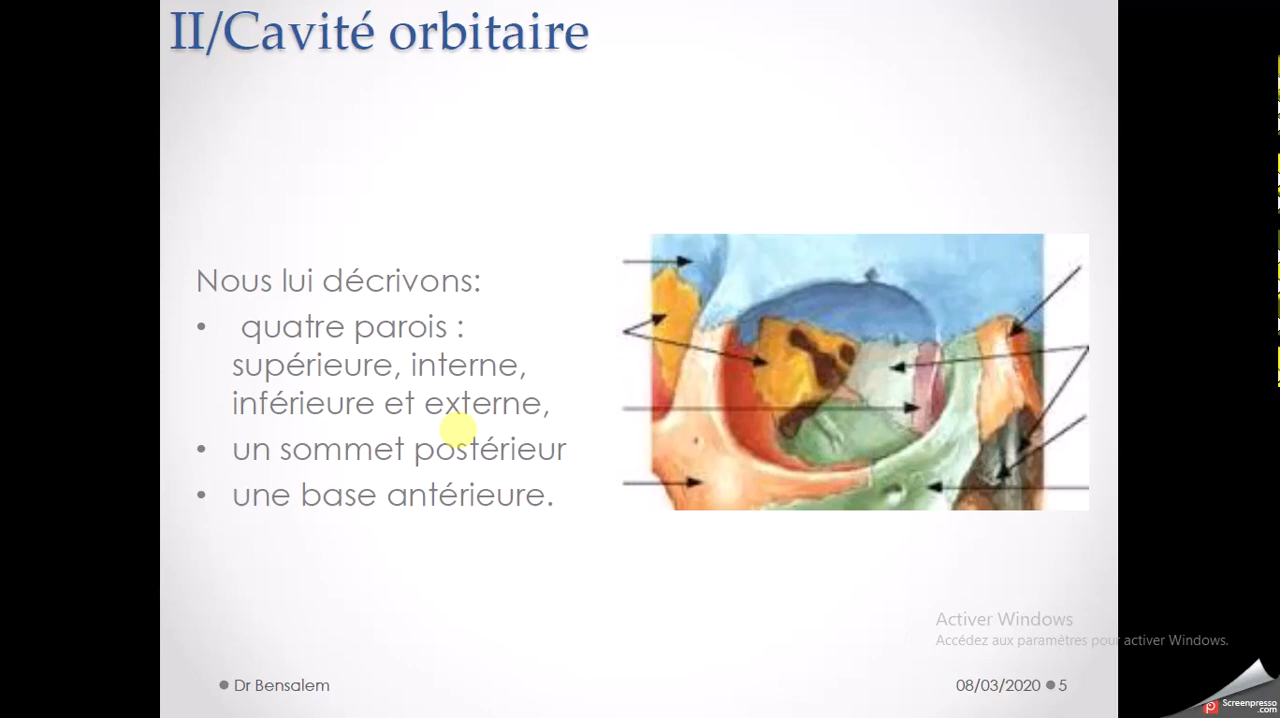 II/Cavité orbitaire
Nous lui décrivons:
• quatre parois :
supérieure, interne,
inférieure et externe,
• un sommet postérieur
• une base antérieure.
Activer Windows
Accédez aux paramètres pour activer Windows.
Dr Bensalem
08/03/2020 5
Screenpresso
.com